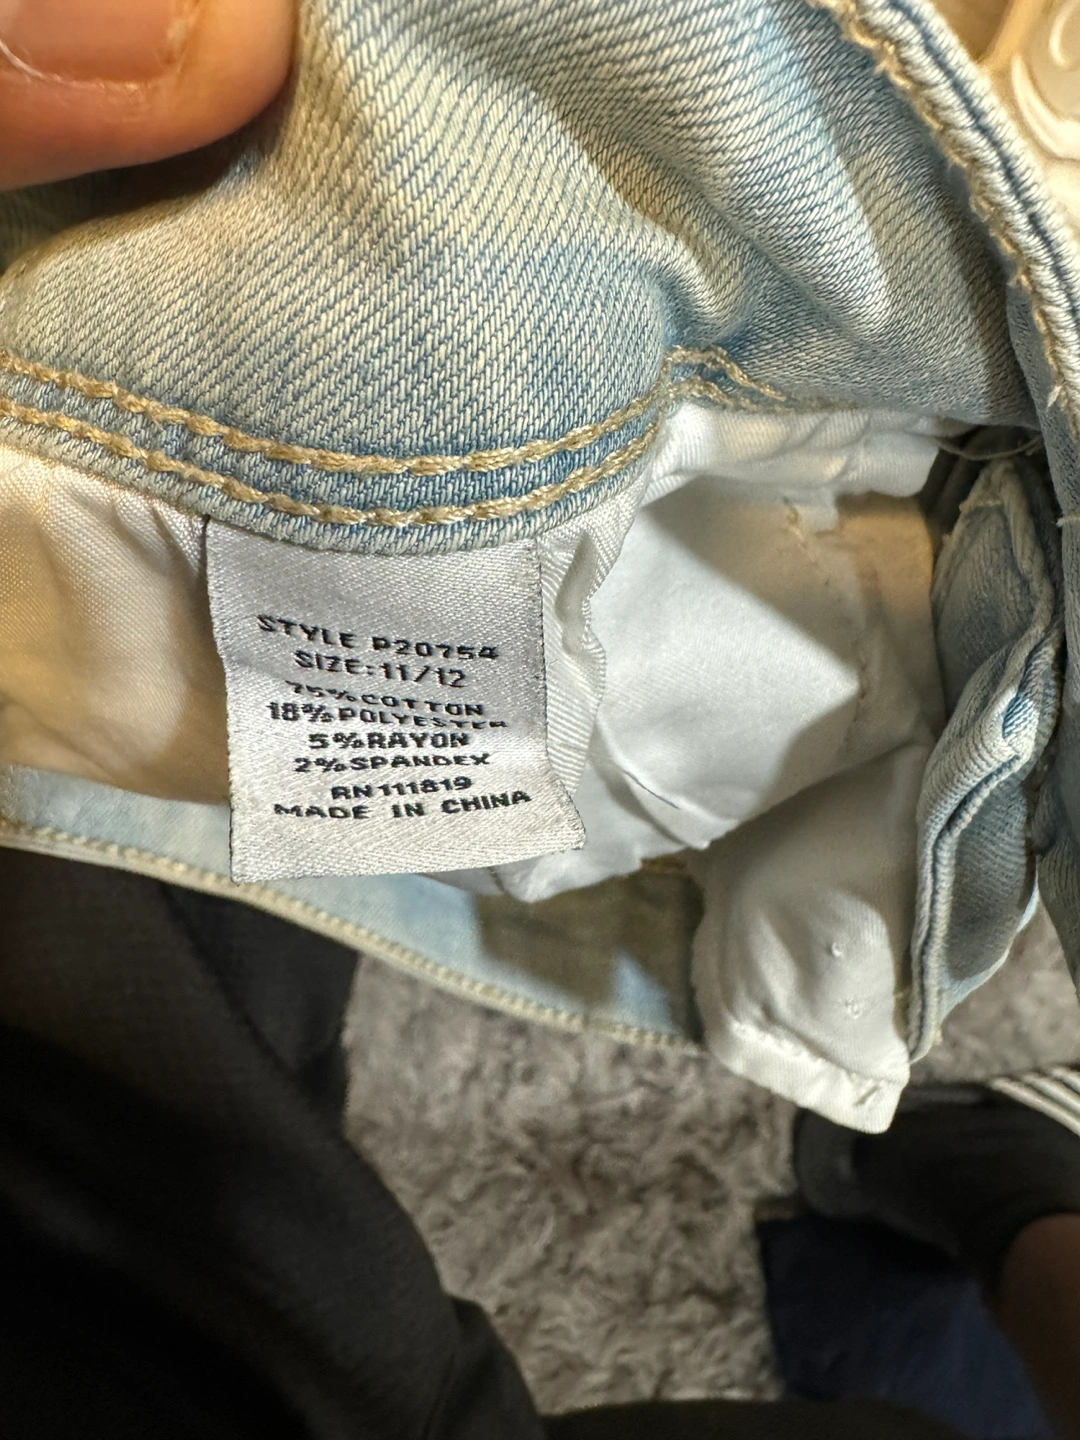 STYLE P20754
SIZE:11/12
75%COTTON
18%POLYESTER
5%RAYON
2%SPANDEX
RN111819
MADE IN CHINA